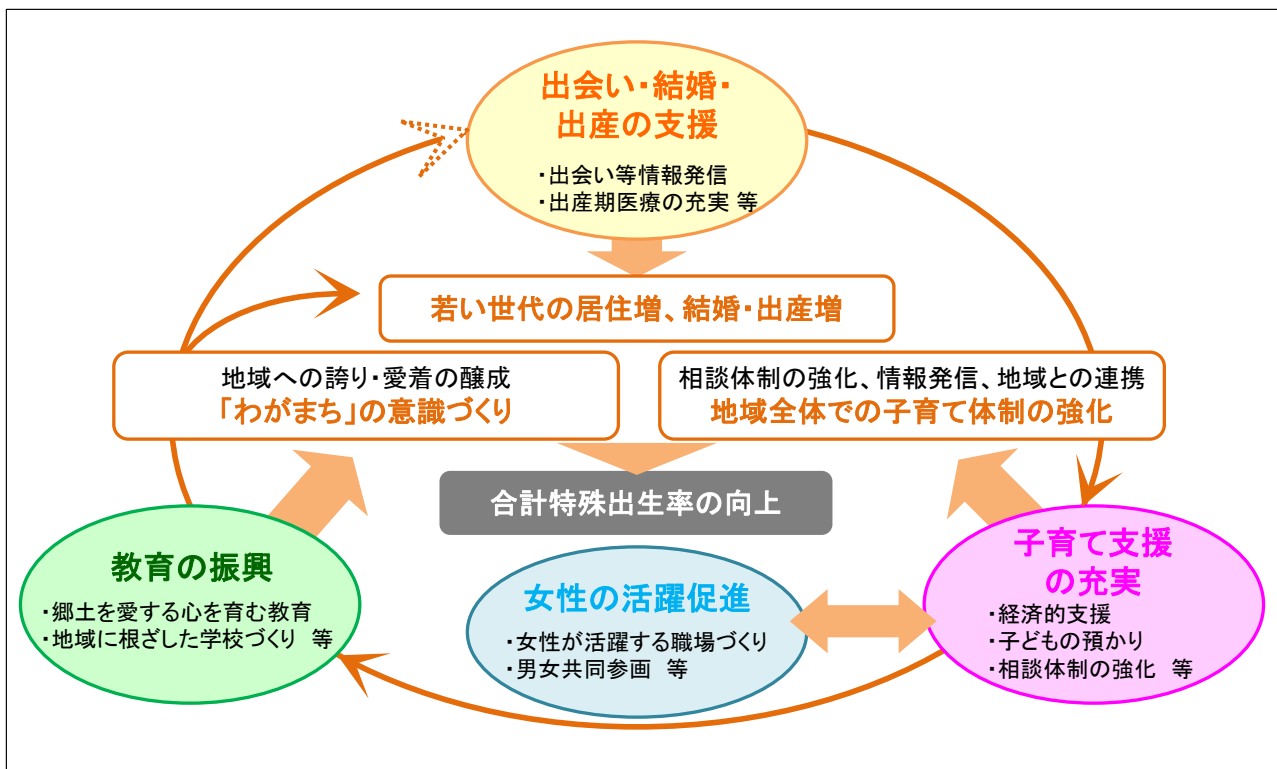 出会い・結婚・
出産の支援
・出会い等情報発信
・出産期医療の充実 等
若い世代の居住増、結婚・出産増
地域への誇り・愛着の醸成
「わがまち」の意識づくり
相談体制の強化、情報発信、地域との連携
地域全体での子育て体制の強化
合計特殊出生率の向上
教育の振興
・郷土を愛する心を育む教育
・地域に根ざした学校づくり 等
女性の活躍促進
・女性が活躍する職場づくり
・男女共同参画 等
子育て支援
の充実
・経済的支援
・子どもの預かり
・相談体制の強化 等